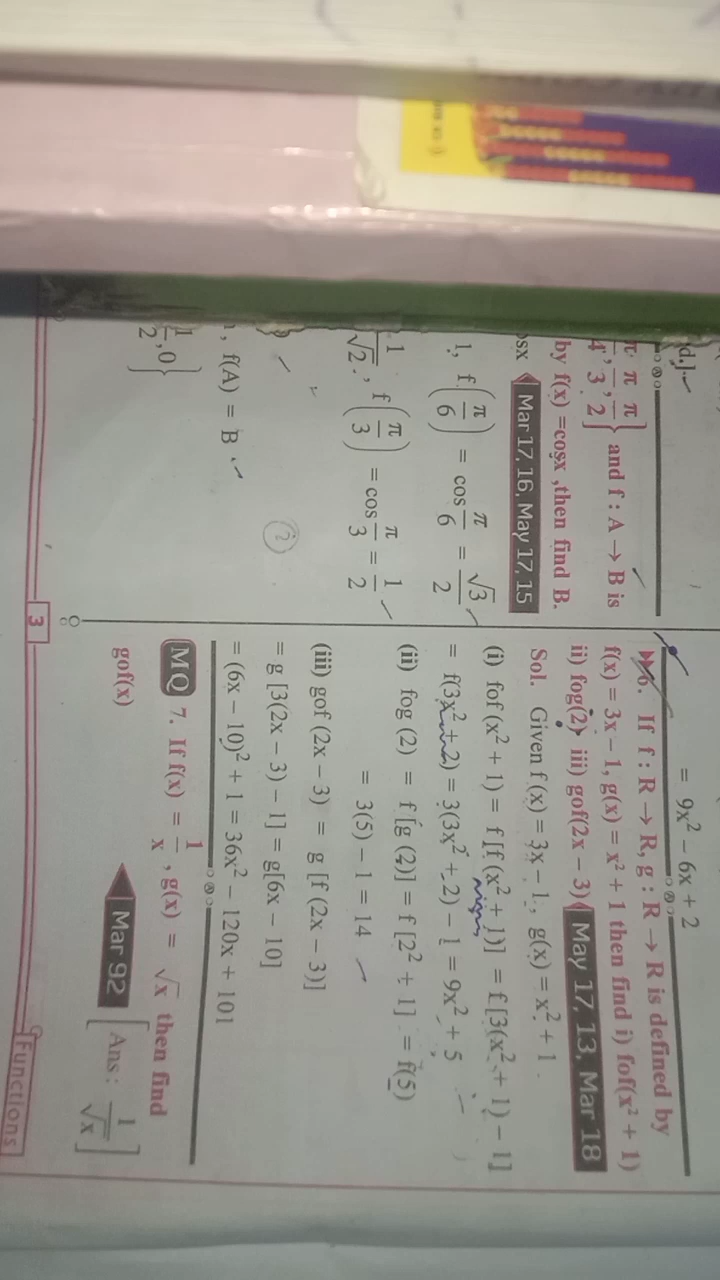 d.].
π/4, π/3, π/2} and f : A → B is
by f(x) =cosx ,then find B.
osx Mar 17, 16, May 17, 15
1, f(π/6) = cos π/6 = √3/2
1/√2, f(π/3) = cos π/3 = 1/2
, f(A) = B .
1/2, 0}
= 9x² − 6x + 2
6. If f : R → R, g : R → R is defined by
f(x) = 3x − 1, g(x) = x² + 1 then find i) fof(x² + 1)
ii) fog(2) iii) gof(2x − 3) May 17, 13, Mar 18
Sol. Given f (x) = 3x − 1 , g(x) = x² + 1 .
(i) fof (x² + 1) = f [f (x² + 1)] = f [3(x² + 1) − 1]
= f(3x² + 2) = 3(3x² + 2) − 1 = 9x² + 5
(ii) fog (2) = f [g (2)] = f [2² + 1] = f(5)
= 3(5) − 1 = 14
(iii) gof (2x − 3) = g [f (2x − 3)]
= g [3(2x − 3) − 1] = g[6x − 10]
= (6x − 10)² + 1 = 36x² − 120x + 101
MQ 7. If f(x) = 1/x , g(x) = √x then find
gof(x) Mar 92 [Ans : 1/√x]
3
Functions